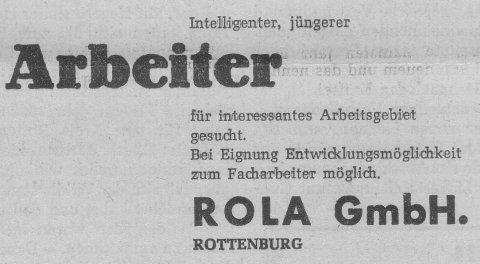 Intelligenter, jüngerer
Arbeiter
für interessantes Arbeitsgebiet
gesucht.
Bei Eignung Entwicklungsmöglichkeit
zum Facharbeiter möglich.
ROLA GmbH.
ROTTENBURG